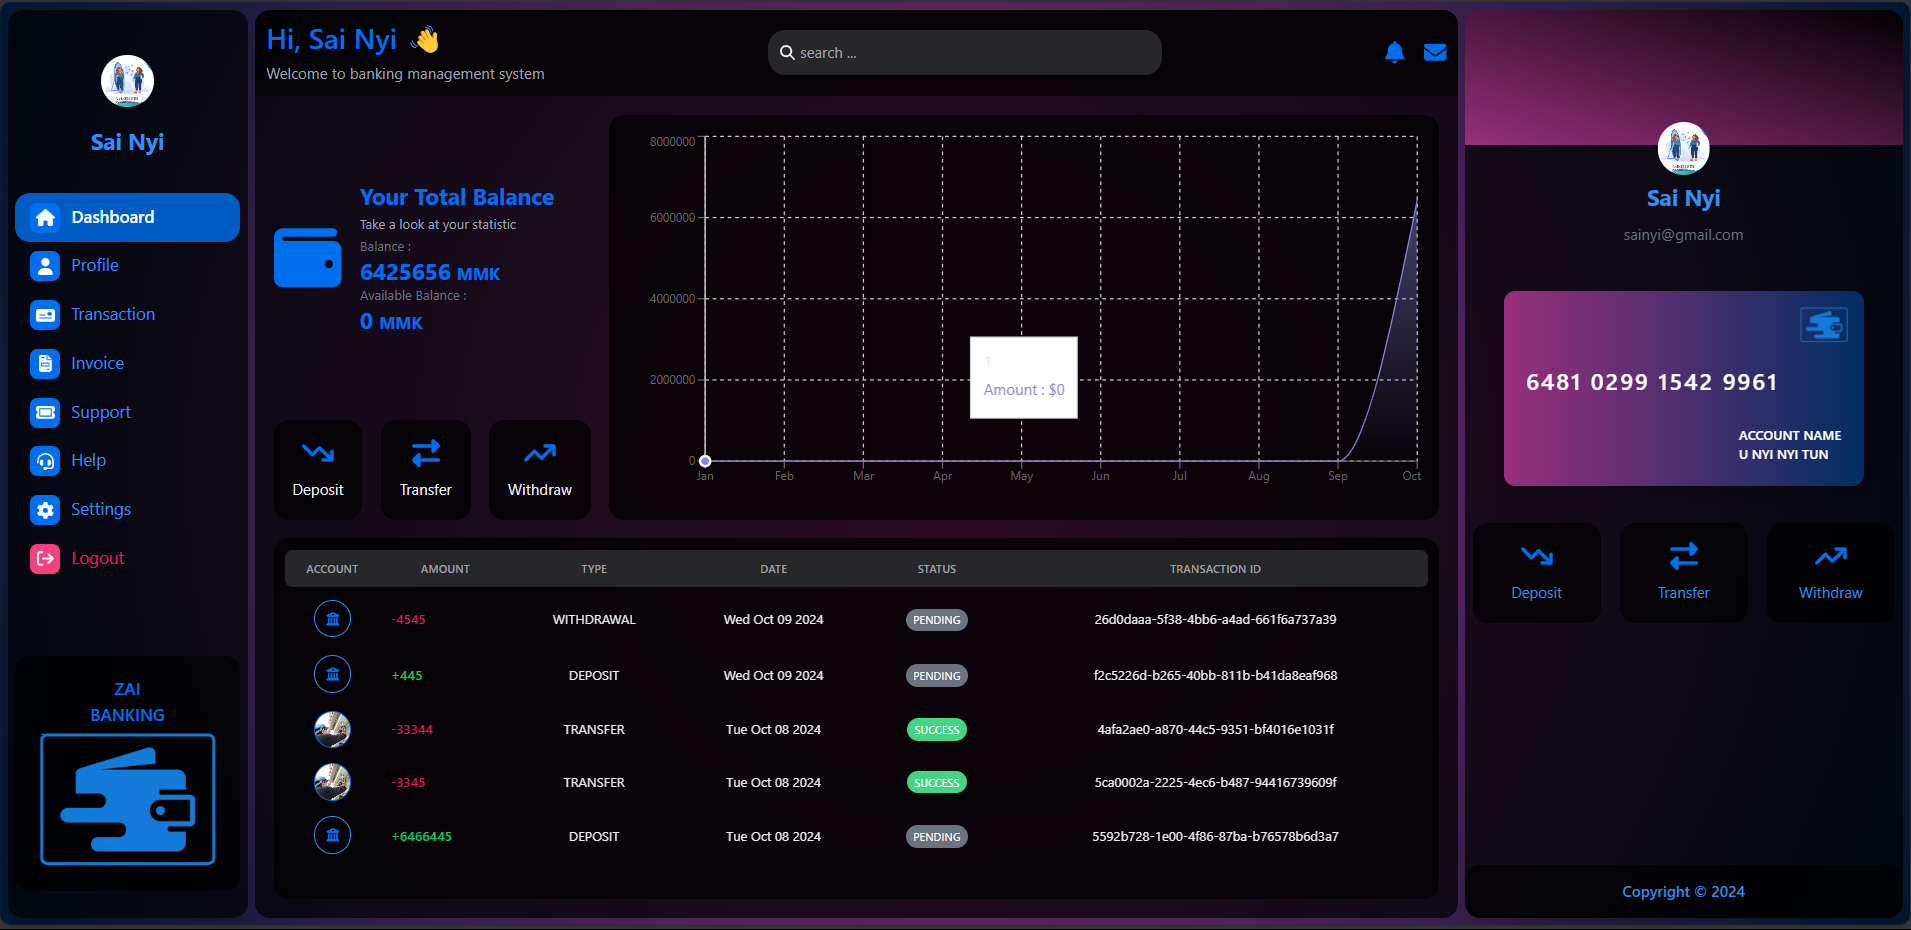 Sai Nyi
Dashboard
Profile
Transaction
Invoice
Support
Help
Settings
Logout
ZAI
BANKING
Hi, Sai Nyi 👋
Welcome to banking management system
search ...
Your Total Balance
Take a look at your statistic
Balance :
6425656 MMK
Available Balance :
0 MMK
Deposit
Transfer
Withdraw
8000000
6000000
4000000
2000000
0
Jan Feb Mar Apr May Jun Jul Aug Sep Oct
1
Amount : $0
ACCOUNT AMOUNT TYPE DATE STATUS TRANSACTION ID
-4545 WITHDRAWAL Wed Oct 09 2024 PENDING 26d0daaa-5f38-4bb6-a4ad-661f6a737a39
+445 DEPOSIT Wed Oct 09 2024 PENDING f2c5226d-b265-40bb-811b-b41da8eaf968
-33344 TRANSFER Tue Oct 08 2024 SUCCESS 4afa2ae0-a870-44c5-9351-bf4016e1031f
-3345 TRANSFER Tue Oct 08 2024 SUCCESS 5ca0002a-2225-4ec6-b487-94416739609f
+6466445 DEPOSIT Tue Oct 08 2024 PENDING 5592b728-1e00-4f86-87ba-b76578b6d3a7
Sai Nyi
sainyi@gmail.com
6481 0299 1542 9961
ACCOUNT NAME
U NYI NYI TUN
Deposit
Transfer
Withdraw
Copyright © 2024